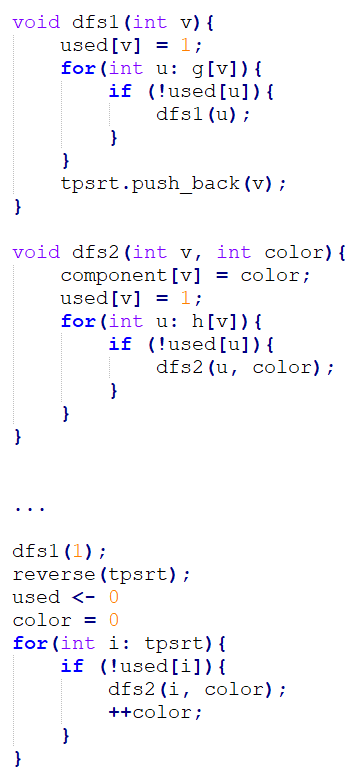 void dfs1(int v){
    used[v] = 1;
    for(int u: g[v]){
        if (!used[u]){
            dfs1(u);
        }
    }
    tpsrt.push_back(v);
}

void dfs2(int v, int color){
    component[v] = color;
    used[v] = 1;
    for(int u: h[v]){
        if (!used[u]){
            dfs2(u, color);
        }
    }
}

...

dfs1(1);
reverse(tpsrt);
used <- 0
color = 0
for(int i: tpsrt){
    if (!used[i]){
        dfs2(i, color);
        ++color;
    }
}